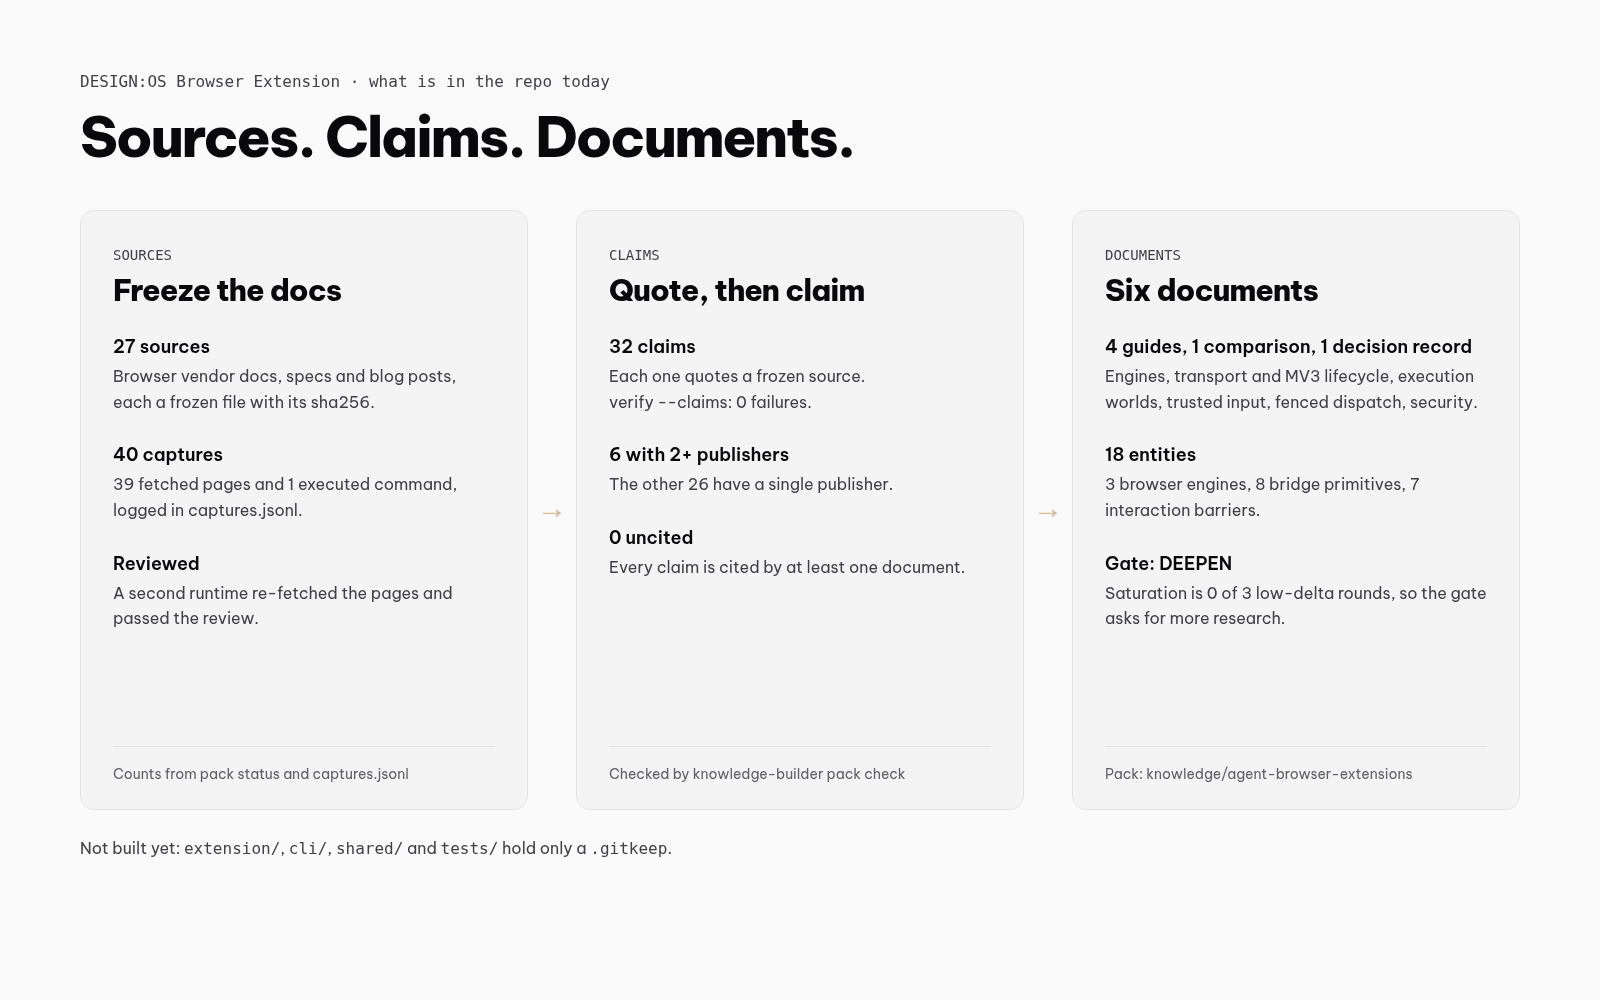 DESIGN:OS Browser Extension · what is in the repo today
Sources. Claims. Documents.
SOURCES
Freeze the docs
27 sources
Browser vendor docs, specs and blog posts,
each a frozen file with its sha256.
40 captures
39 fetched pages and 1 executed command,
logged in captures.jsonl.
Reviewed
A second runtime re-fetched the pages and
passed the review.
Counts from pack status and captures.jsonl
→
CLAIMS
Quote, then claim
32 claims
Each one quotes a frozen source.
verify --claims: 0 failures.
6 with 2+ publishers
The other 26 have a single publisher.
0 uncited
Every claim is cited by at least one document.
Checked by knowledge-builder pack check
→
DOCUMENTS
Six documents
4 guides, 1 comparison, 1 decision record
Engines, transport and MV3 lifecycle, execution
worlds, trusted input, fenced dispatch, security.
18 entities
3 browser engines, 8 bridge primitives, 7
interaction barriers.
Gate: DEEPEN
Saturation is 0 of 3 low-delta rounds, so the gate
asks for more research.
Pack: knowledge/agent-browser-extensions
Not built yet: extension/, cli/, shared/ and tests/ hold only a .gitkeep.